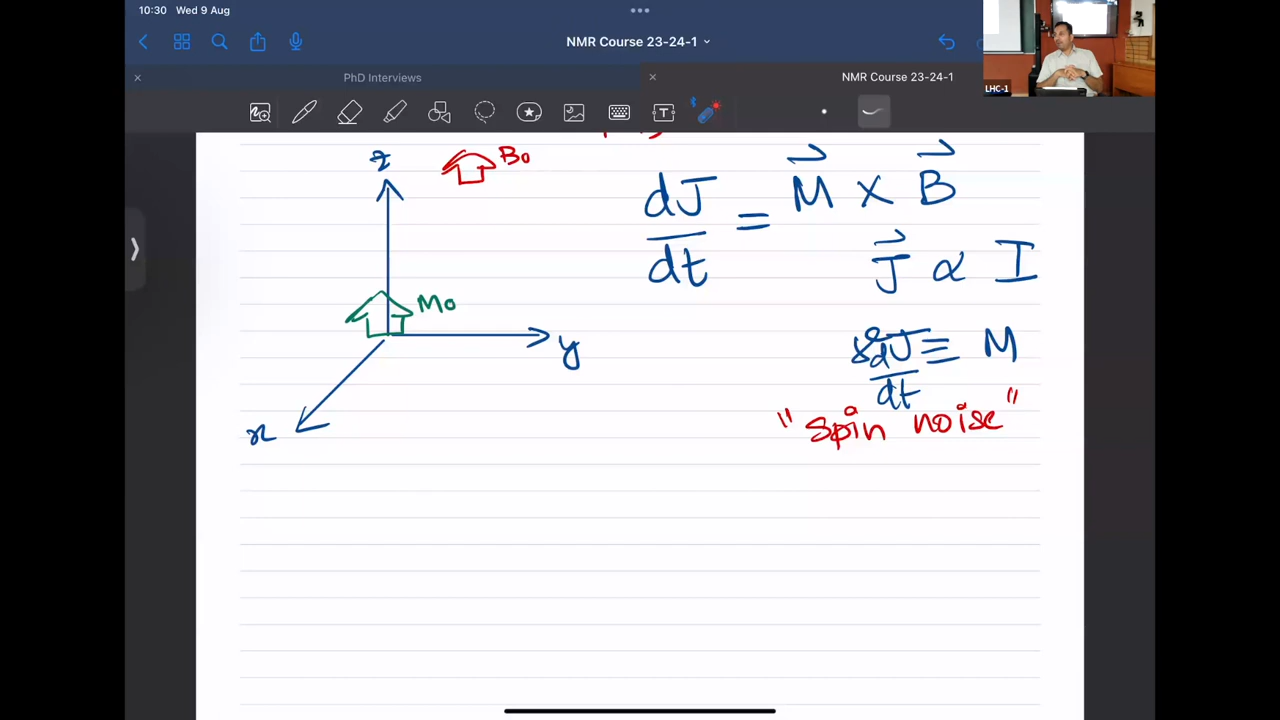 10:30 Wed 9 Aug
NMR Course 23-24-1
PhD Interviews
NMR Course 23-24-1
LHC-1
z
B₀
M₀
y
x
dJ/dt = M⃗ × B⃗
J⃗ ∝ I
dJ/dt ≡ M
"Spin noise"